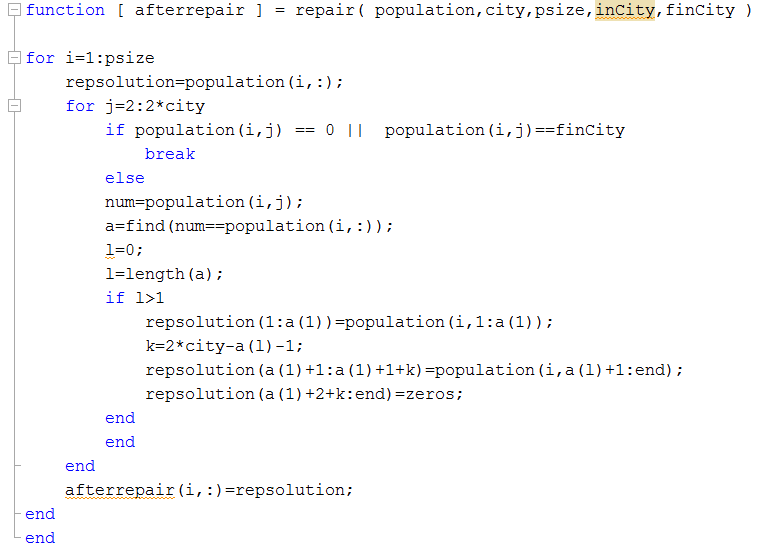 function [ afterrepair ] = repair( population,city,psize,inCity,finCity )
for i=1:psize
    repsolution=population(i,:);
    for j=2:2*city
        if population(i,j) == 0 ||  population(i,j)==finCity
            break
        else
        num=population(i,j);
        a=find(num==population(i,:));
        l=0;
        l=length(a);
        if l>1
            repsolution(1:a(1))=population(i,1:a(1));
            k=2*city-a(l)-1;
            repsolution(a(1)+1:a(1)+1+k)=population(i,a(l)+1:end);
            repsolution(a(1)+2+k:end)=zeros;
        end
        end
    end
    afterrepair(i,:)=repsolution;
end
end